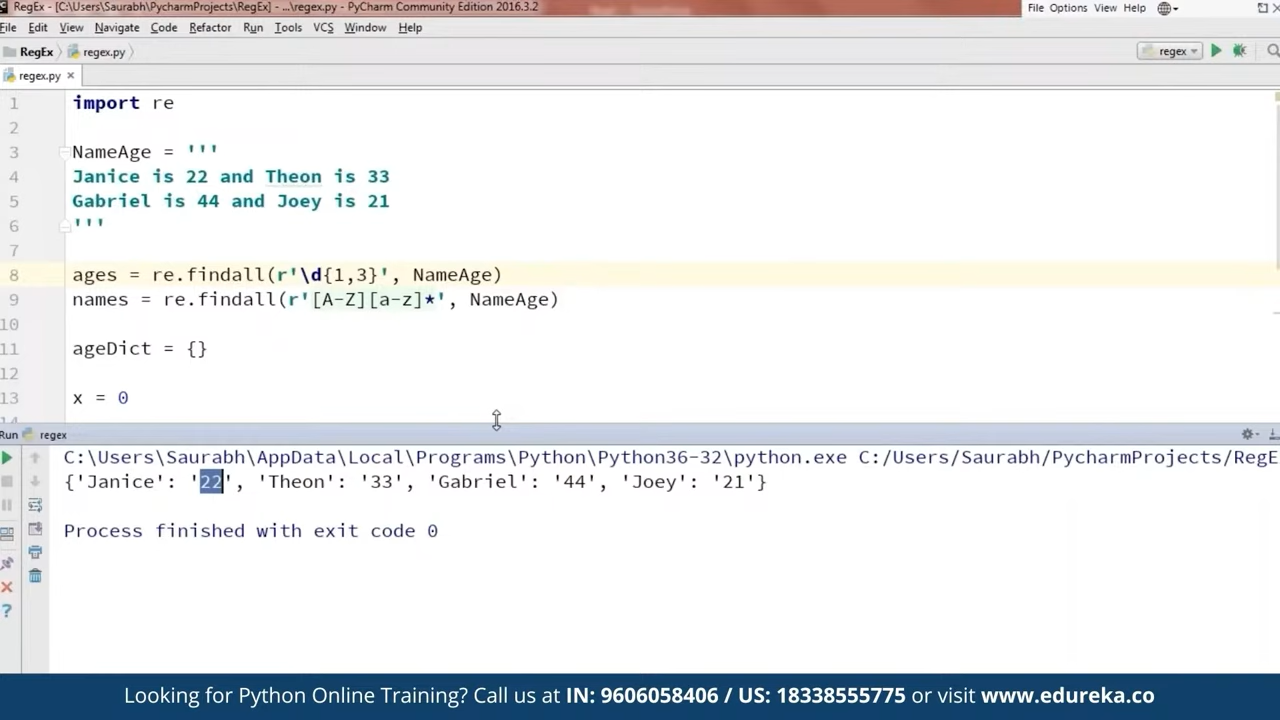 RegEx - [C:\Users\Saurabh\PycharmProjects\RegEx] - ...\regex.py - PyCharm Community Edition 2016.3.2
File Options View Help
File Edit View Navigate Code Refactor Run Tools VCS Window Help
RegEx regex.py regex
regex.py
1 import re
2
3 NameAge = '''
4 Janice is 22 and Theon is 33
5 Gabriel is 44 and Joey is 21
6 '''
7
8 ages = re.findall(r'\d{1,3}', NameAge)
9 names = re.findall(r'[A-Z][a-z]*', NameAge)
10
11 ageDict = {}
12
13 x = 0
14
Run regex
C:\Users\Saurabh\AppData\Local\Programs\Python\Python36-32\python.exe C:/Users/Saurabh/PycharmProjects/RegE
{'Janice': '22', 'Theon': '33', 'Gabriel': '44', 'Joey': '21'}
Process finished with exit code 0
Looking for Python Online Training? Call us at IN: 9606058406 / US: 18338555775 or visit www.edureka.co